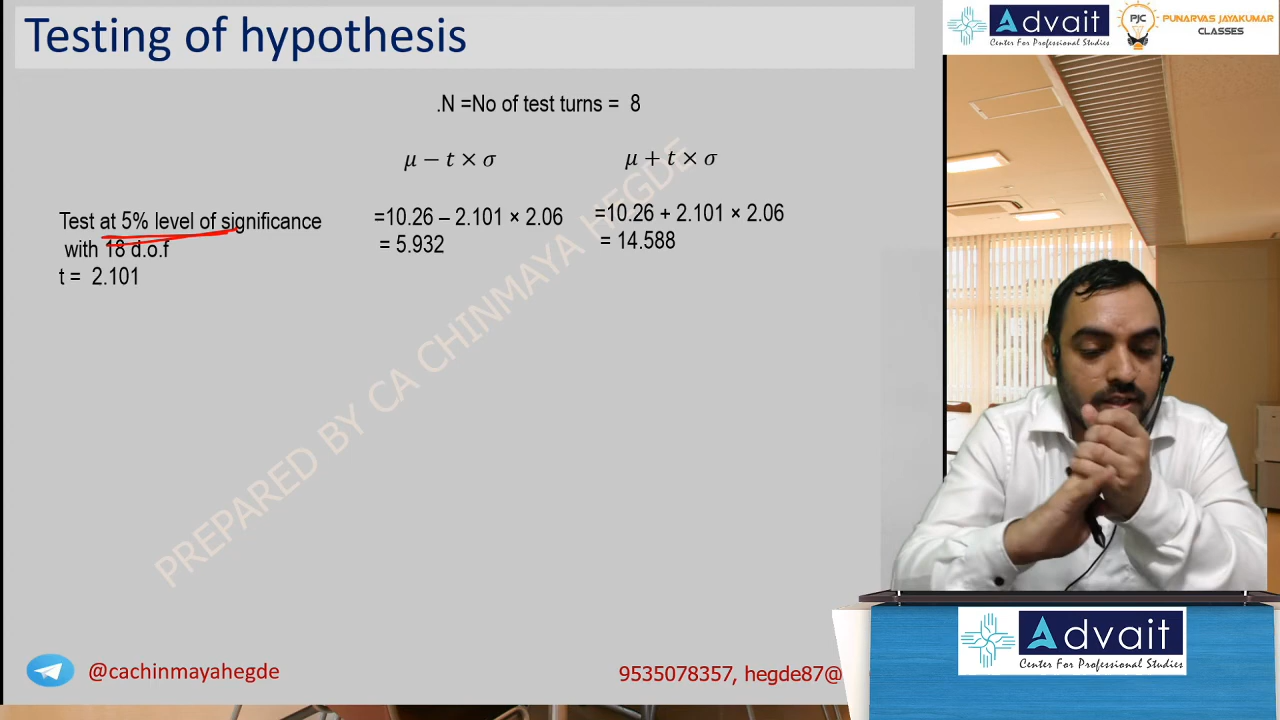 Testing of hypothesis
Advait
Center For Professional Studies
PJC
PUNARVAS JAYAKUMAR
CLASSES
.N =No of test turns = 8
μ − t × σ
μ + t × σ
Test at 5% level of significance
with 18 d.o.f
t = 2.101
=10.26 – 2.101 × 2.06
= 5.932
=10.26 + 2.101 × 2.06
= 14.588
PREPARED BY CA CHINMAYA HEGDE
@cachinmayahegde
9535078357, hegde87@
Advait
Center For Professional Studies